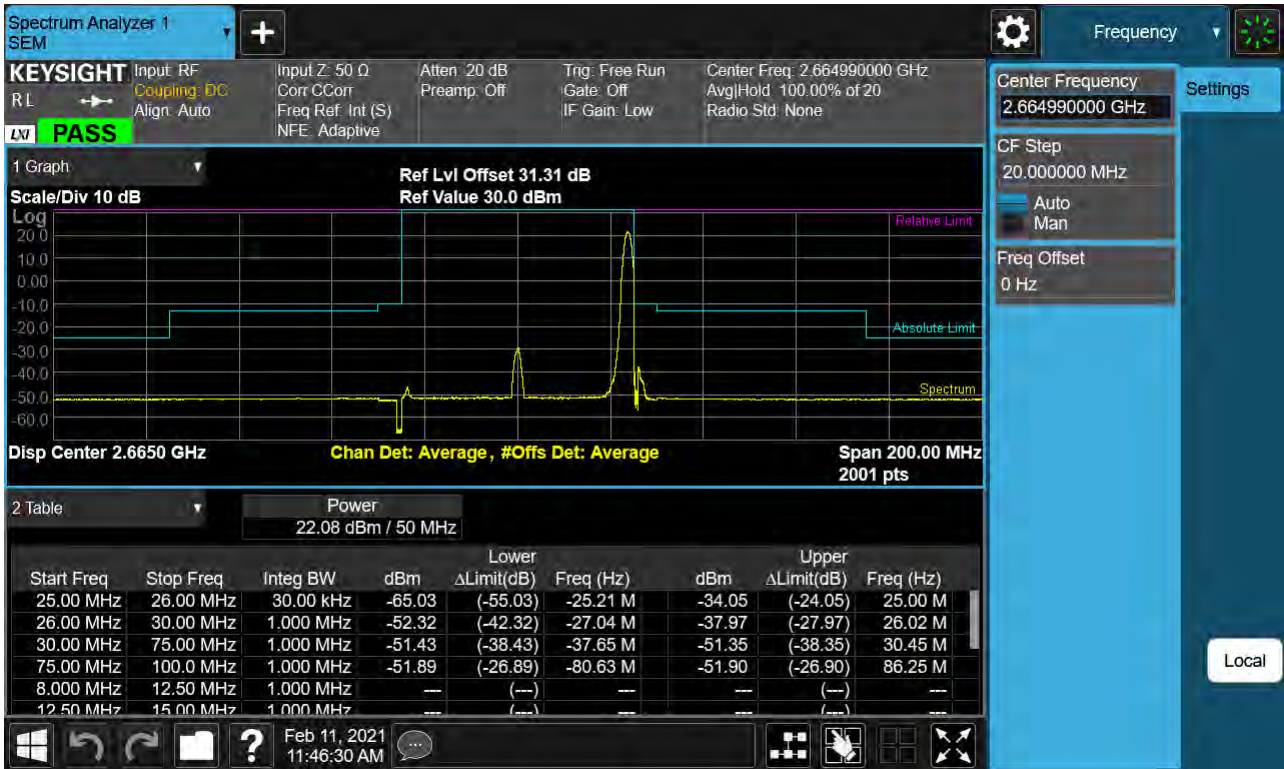 Spectrum Analyzer 1
SEM
Frequency
KEYSIGHT
R L
LXI
PASS
Input: RF
Coupling: DC
Align: Auto
Input Z: 50 Ω
Corr CCorr
Freq Ref: Int (S)
NFE: Adaptive
Atten: 20 dB
Preamp: Off
Trig: Free Run
Gate: Off
IF Gain: Low
Center Freq: 2.664990000 GHz
Avg|Hold: 100.00% of 20
Radio Std: None
Center Frequency
2.664990000 GHz
Settings
CF Step
20.000000 MHz
Auto
Man
Freq Offset
0 Hz
1 Graph
Scale/Div 10 dB
Ref Lvl Offset 31.31 dB
Ref Value 30.0 dBm
Log
20.0
10.0
0.00
-10.0
-20.0
-30.0
-40.0
-50.0
-60.0
Relative Limit
Absolute Limit
Spectrum
Disp Center 2.6650 GHz
Chan Det: Average, #Offs Det: Average
Span 200.00 MHz
2001 pts
2 Table
Power
22.08 dBm / 50 MHz
Lower Upper
Start Freq Stop Freq Integ BW dBm ΔLimit(dB) Freq (Hz) dBm ΔLimit(dB) Freq (Hz)
25.00 MHz 26.00 MHz 30.00 kHz -65.03 (-55.03) -25.21 M -34.05 (-24.05) 25.00 M
26.00 MHz 30.00 MHz 1.000 MHz -52.32 (-42.32) -27.04 M -37.97 (-27.97) 26.02 M
30.00 MHz 75.00 MHz 1.000 MHz -51.43 (-38.43) -37.65 M -51.35 (-38.35) 30.45 M
75.00 MHz 100.0 MHz 1.000 MHz -51.89 (-26.89) -80.63 M -51.90 (-26.90) 86.25 M
8.000 MHz 12.50 MHz 1.000 MHz --- (---) --- --- (---) ---
12.50 MHz 15.00 MHz 1.000 MHz --- (---) --- --- (---) ---
Local
?
Feb 11, 2021
11:46:30 AM